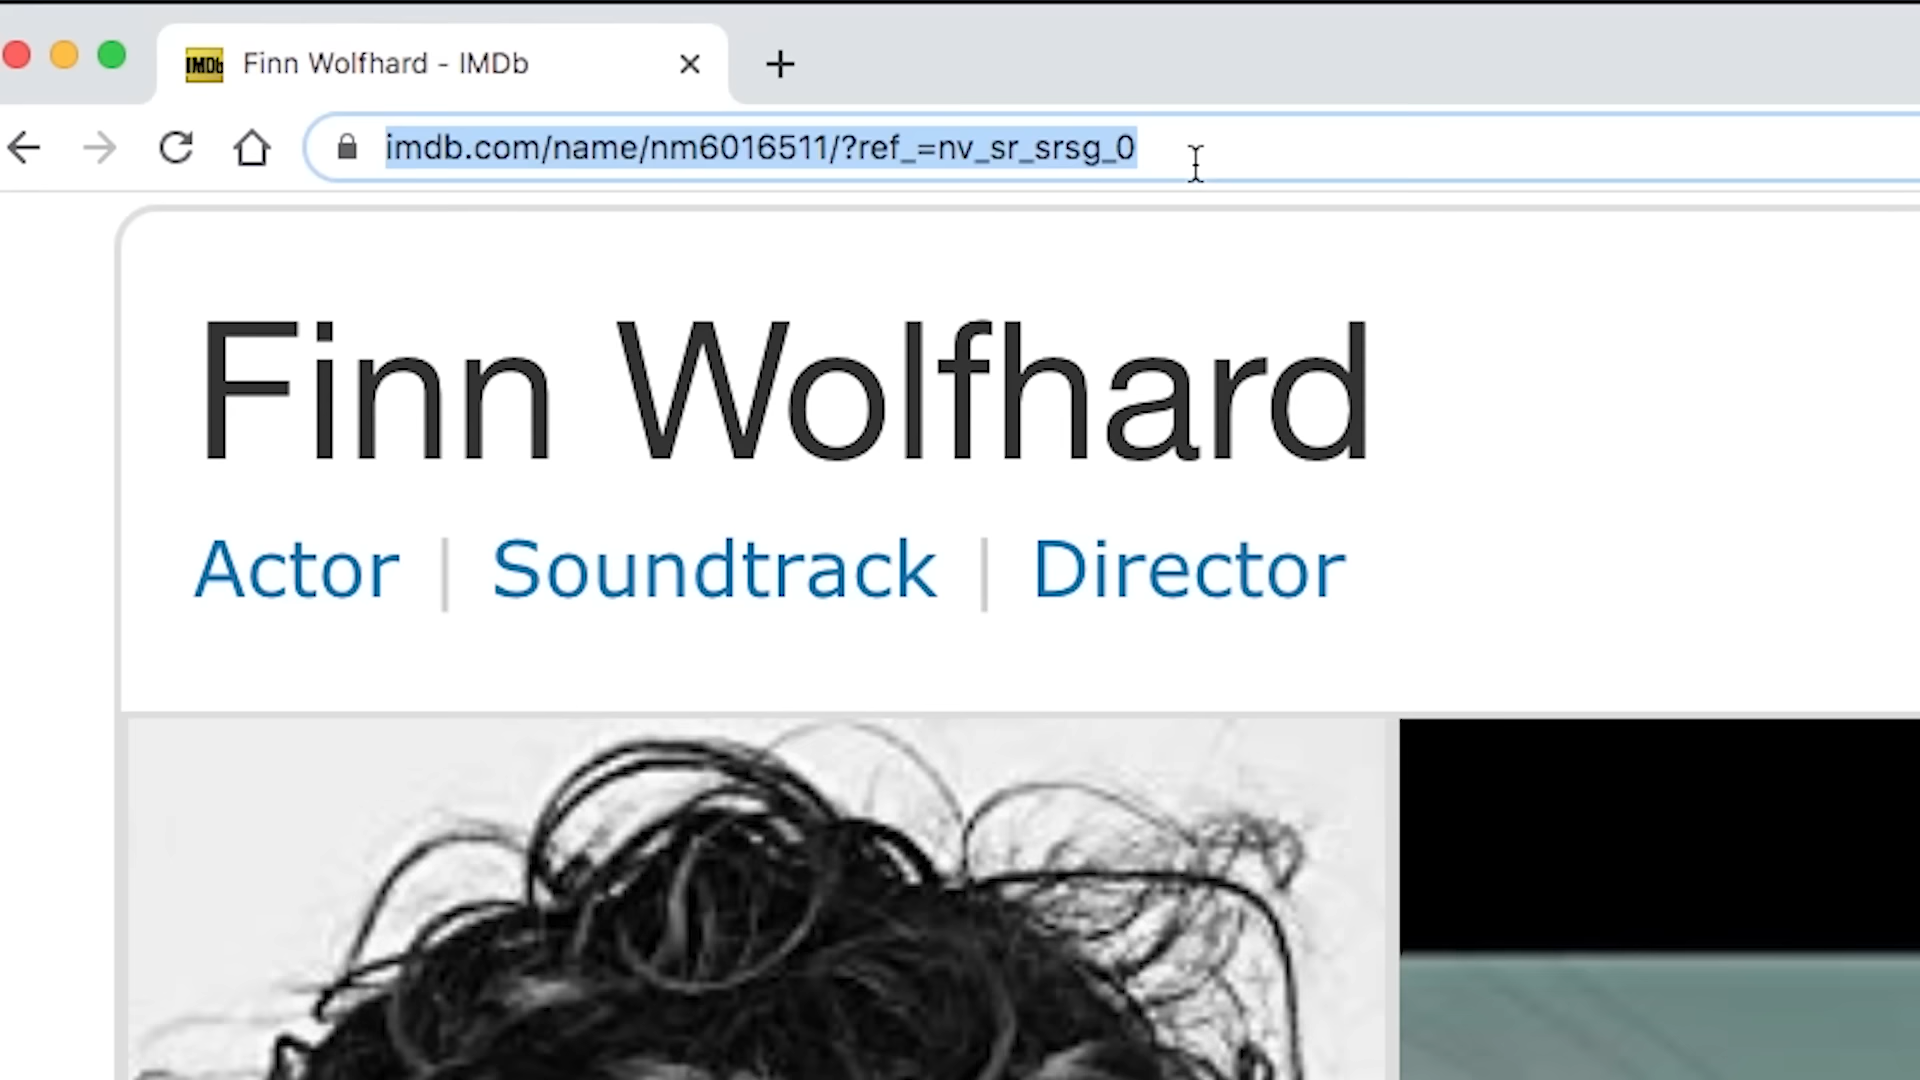 IMDb Finn Wolfhard - IMDb
imdb.com/name/nm6016511/?ref_=nv_sr_srsg_0
Finn Wolfhard
Actor | Soundtrack | Director